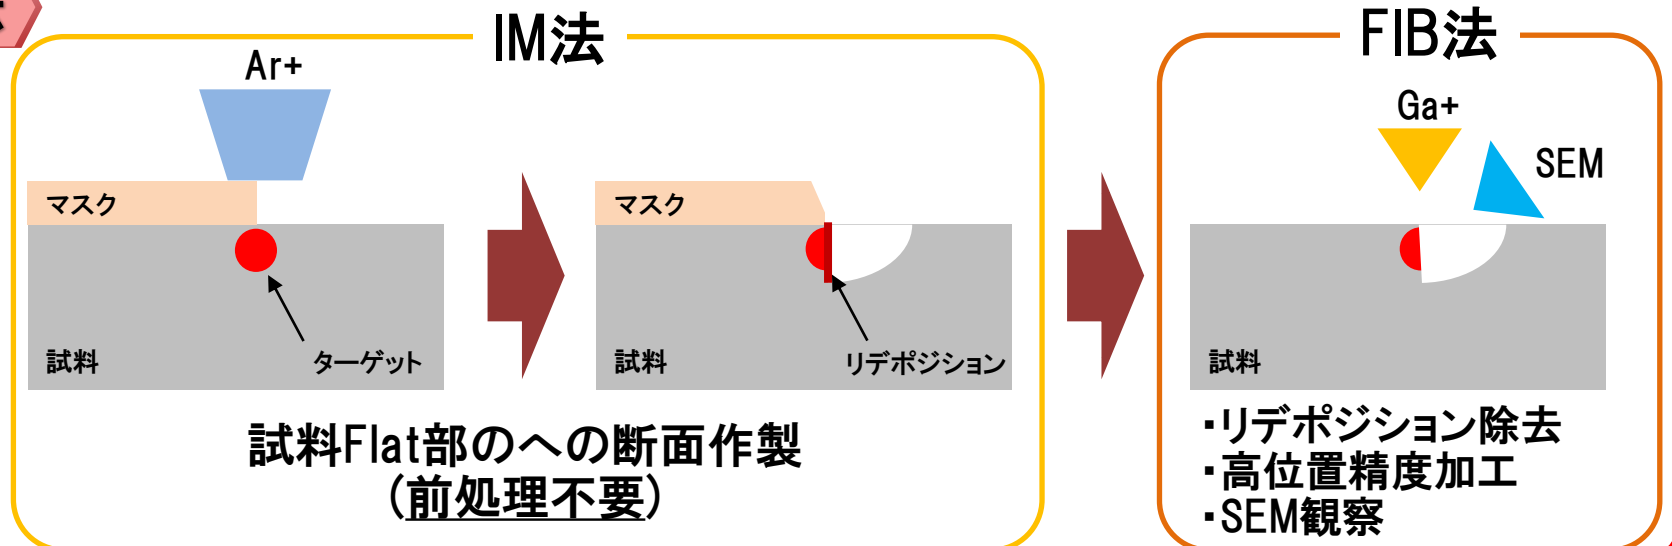 IM法
FIB法
Ar+
Ga+
SEM
マスク
マスク
試料
ターゲット
試料
リデポジション
試料
試料Flat部のへの断面作製
(前処理不要)
・リデポジション除去
・高位置精度加工
・SEM観察